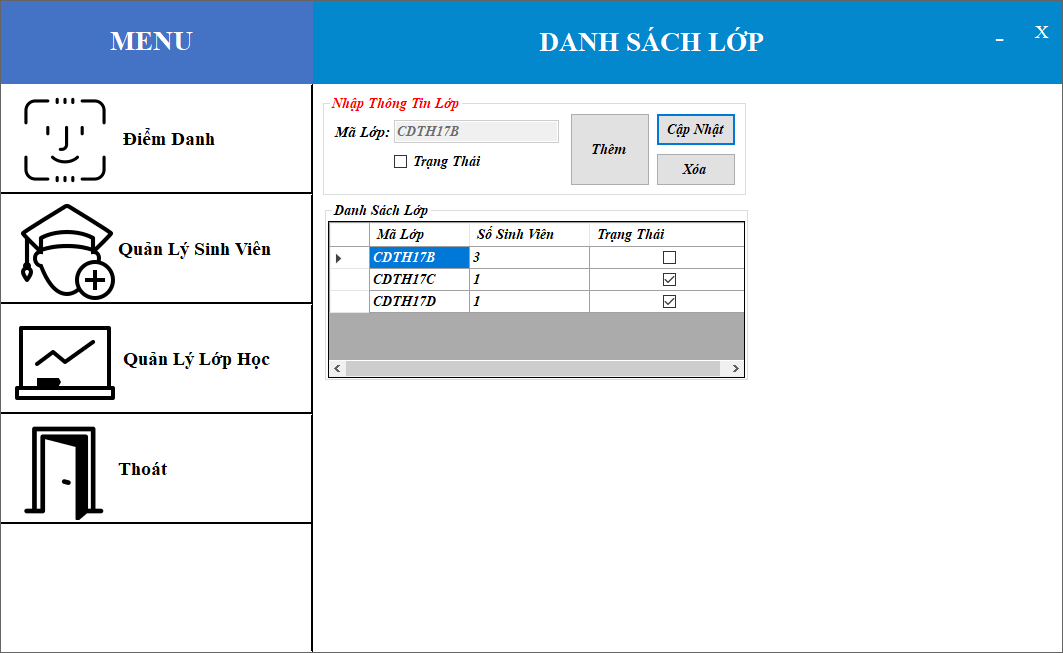 MENU
DANH SÁCH LỚP
- X
Điểm Danh
Quản Lý Sinh Viên
Quản Lý Lớp Học
Thoát
Nhập Thông Tin Lớp
Mã Lớp: CDTH17B
Trạng Thái
Thêm
Cập Nhật
Xóa
Danh Sách Lớp
Mã Lớp Số Sinh Viên Trạng Thái
CDTH17B 3
CDTH17C 1
CDTH17D 1